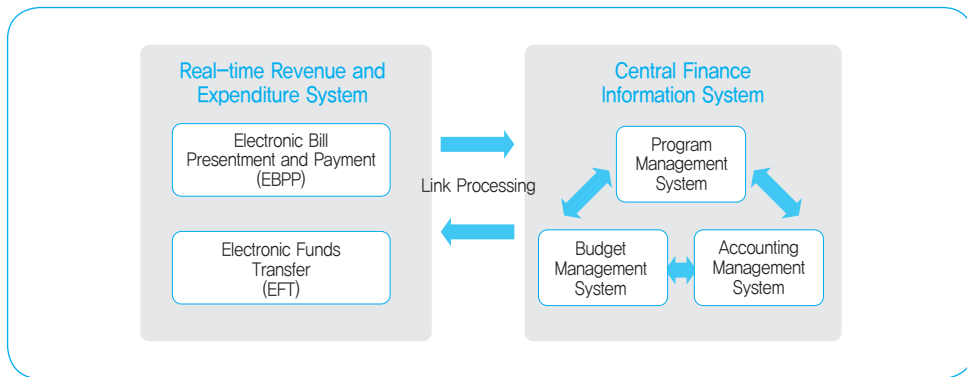 Real-time Revenue and
Expenditure System
Electronic Bill
Presentment and Payment
(EBPP)
Electronic Funds
Transfer
(EFT)
Link Processing
Central Finance
Information System
Program
Management
System
Budget
Management
System
Accounting
Management
System